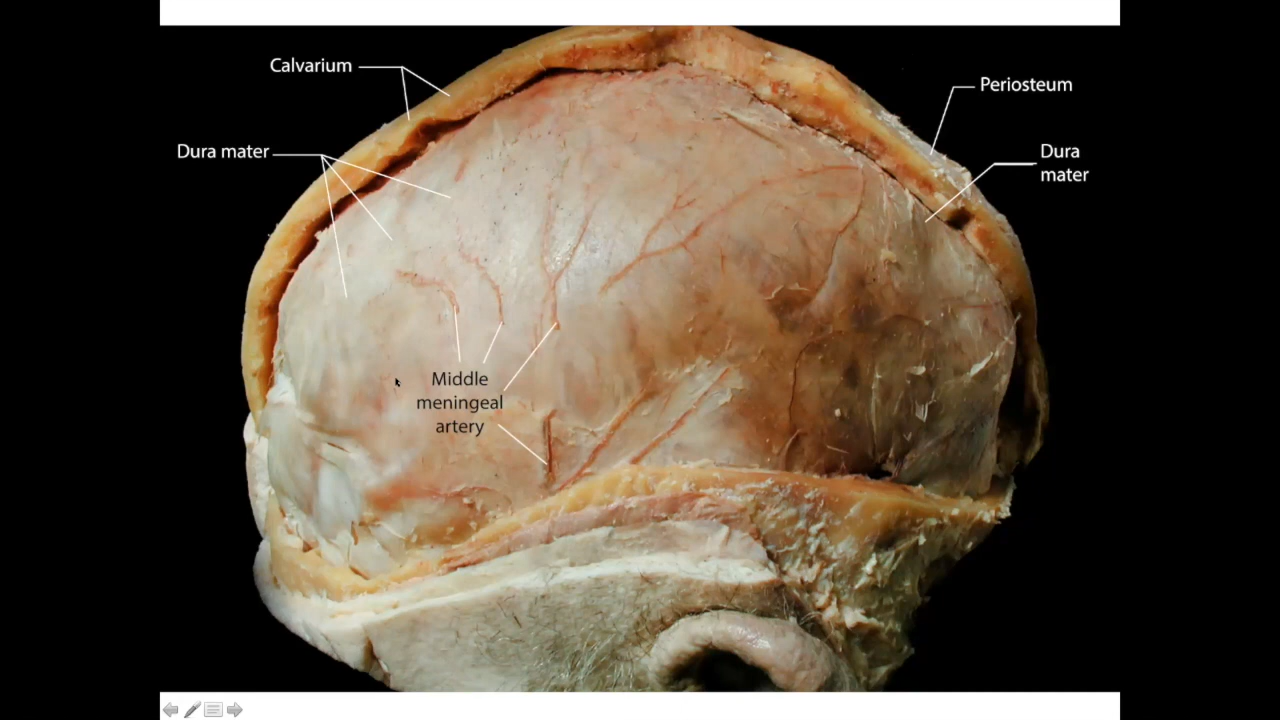 Calvarium
Periosteum
Dura mater
Dura
mater
Middle
meningeal
artery